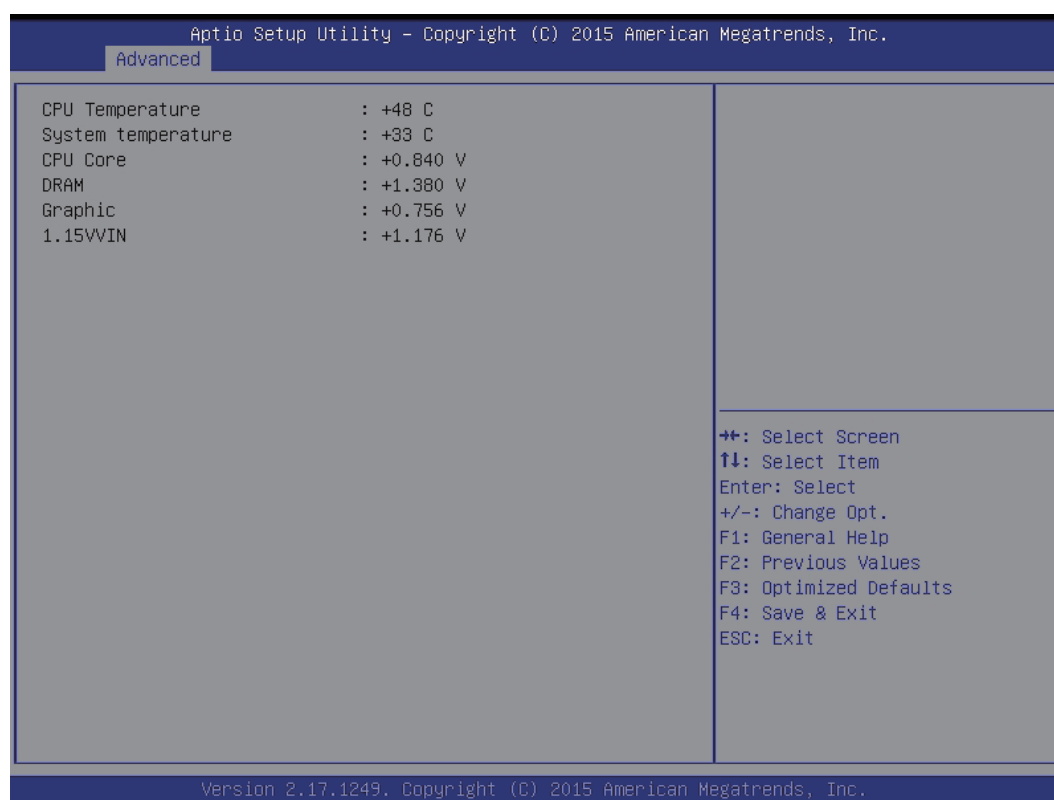 Aptio Setup Utility – Copyright (C) 2015 American Megatrends, Inc.
Advanced
CPU Temperature : +48 C
System temperature : +33 C
CPU Core : +0.840 V
DRAM : +1.380 V
Graphic : +0.756 V
1.15VVIN : +1.176 V
→←: Select Screen
↑↓: Select Item
Enter: Select
+/-: Change Opt.
F1: General Help
F2: Previous Values
F3: Optimized Defaults
F4: Save & Exit
ESC: Exit
Version 2.17.1249. Copyright (C) 2015 American Megatrends, Inc.